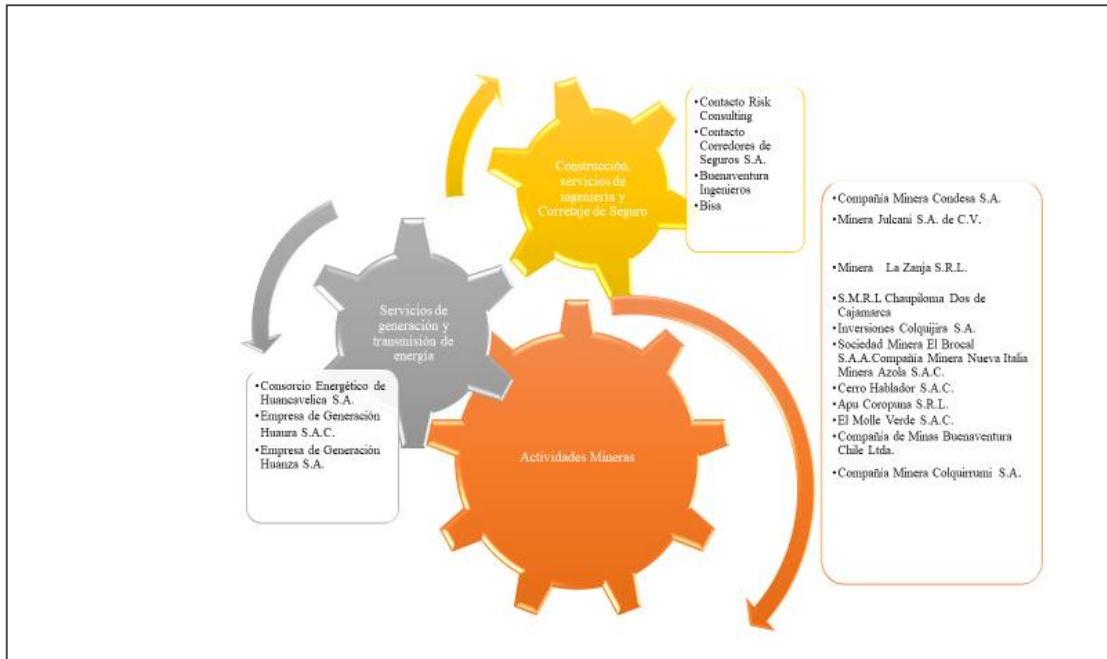 Construcción,
servicios de
ingeniería y
Corretaje de Seguro
•Contacto Risk
Consulting
•Contacto
Corredores de
Seguros S.A.
•Buenaventura
Ingenieros
•Bisa
Servicios de
generación y
transmisión de
energía
•Consorcio Energético de
Huancavelica S.A.
•Empresa de Generación
Huaura S.A.C.
•Empresa de Generación
Huanza S.A.
Actividades Mineras
•Compañía Minera Condesa S.A.
•Minera Julcani S.A. de C.V.
•Minera La Zanja S.R.L.
•S.M.R.L Chaupiloma Dos de
Cajamarca
•Inversiones Colquijira S.A.
•Sociedad Minera El Brocal
S.A.A.Compañía Minera Nueva Italia
Minera Azola S.A.C.
•Cerro Hablador S.A.C.
•Apu Coropuna S.R.L.
•El Molle Verde S.A.C.
•Compañía de Minas Buenaventura
Chile Ltda.
•Compañía Minera Colquirrumi S.A.